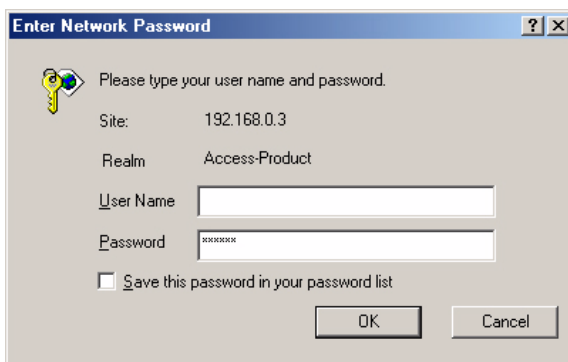 Enter Network Password
Please type your user name and password.
Site: 192.168.0.3
Realm Access-Product
User Name
Password ******
Save this password in your password list
OK Cancel